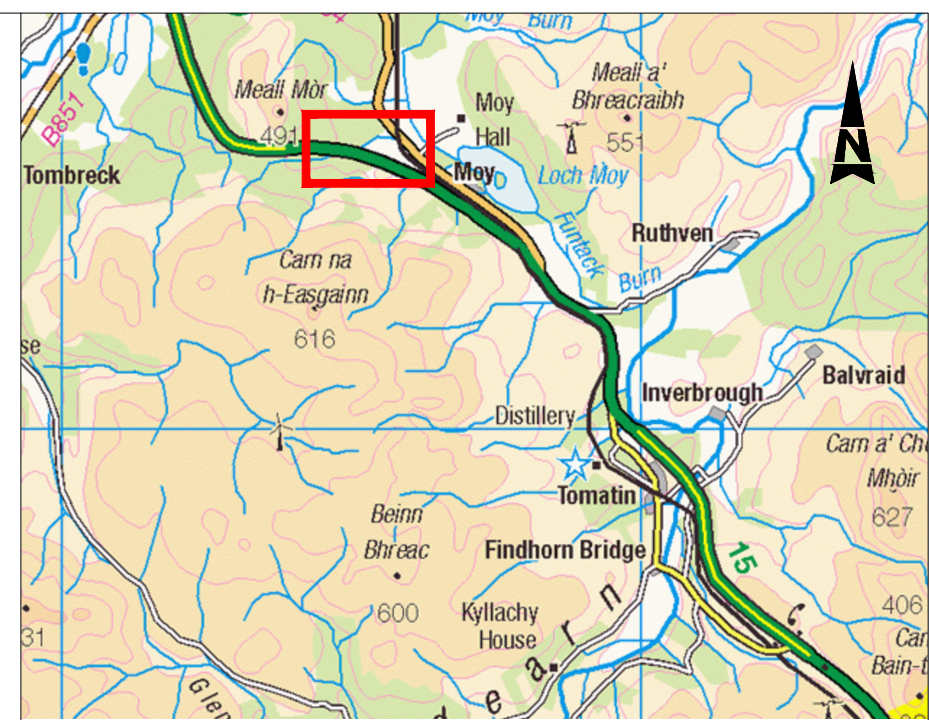 Moy Burn
B851
Meall Mòr
491
Moy
Hall
Meall a'
Bhreacraibh
551
N
Tombreck
Moy
Loch Moy
Funtack
Burn
Ruthven
Carn na
h-Easgainn
616
se
Balvraid
Inverbrough
Distillery
Carn a' Ch
Mhòir
627
Tomatin
Beinn
Bhreac
600
Findhorn Bridge
15
Kyllachy
House
406
Car
Bain-t
31
Glen
d e a r n